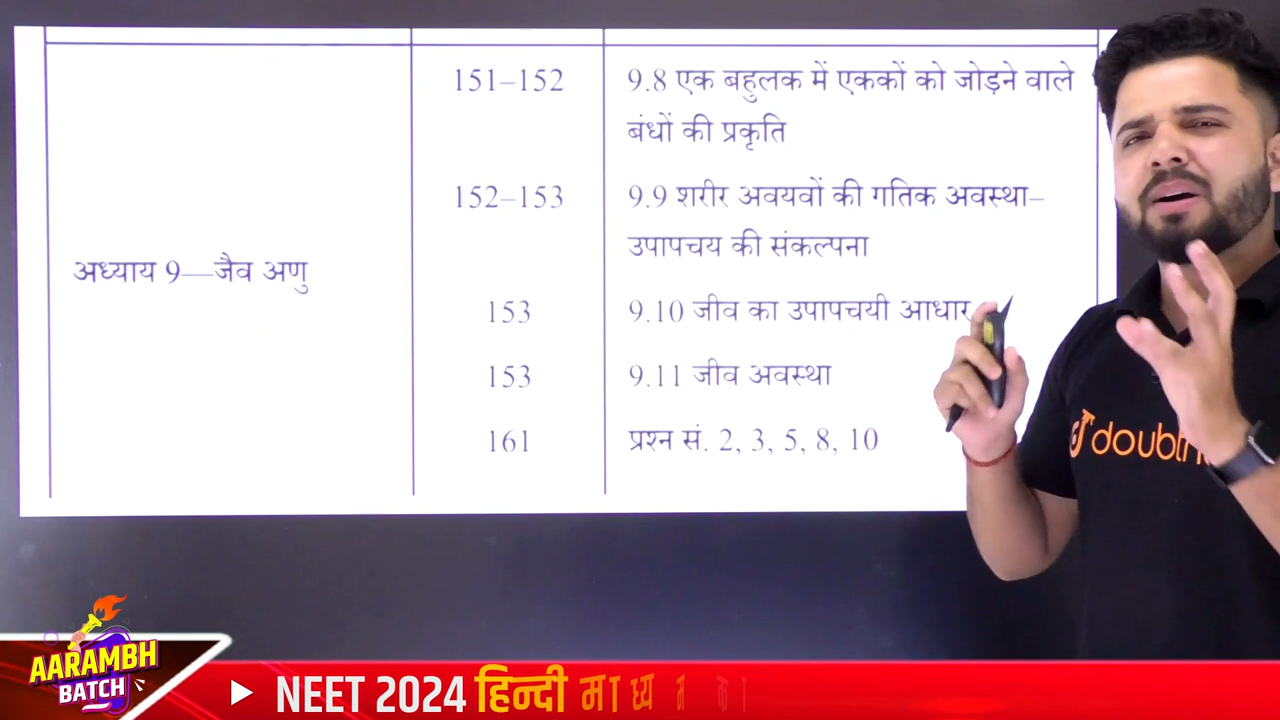 151–152 9.8 एक बहुलक में एककों को जोड़ने वाले
बंधों की प्रकृति
152–153 9.9 शरीर अवयवों की गतिक अवस्था–
उपापचय की संकल्पना
अध्याय 9—जैव अणु
153 9.10 जीव का उपापचयी आधार
153 9.11 जीव अवस्था
161 प्रश्न सं. 2, 3, 5, 8, 10
AARAMBH
BATCH
NEET 2024 हिन्दी